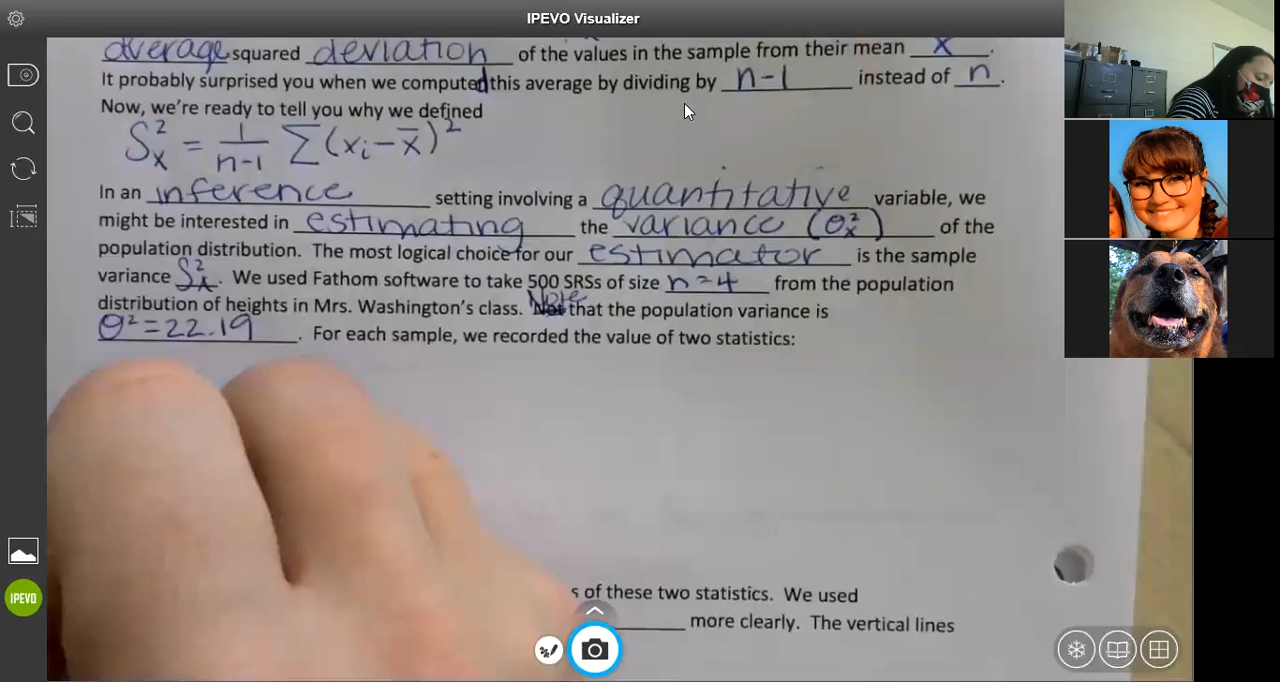 IPEVO Visualizer
average squared deviation of the values in the sample from their mean x̄.
It probably surprised you when we computed this average by dividing by n-1 instead of n.
Now, we're ready to tell you why we defined
S²x = 1/n-1 Σ(xi-x̄)²
In an inference setting involving a quantitative variable, we
might be interested in estimating the variance (σ²x) of the
population distribution. The most logical choice for our estimator is the sample
variance S²x. We used Fathom software to take 500 SRSs of size n=4 from the population
distribution of heights in Mrs. Washington's class. Note that the population variance is
σ²=22.19. For each sample, we recorded the value of two statistics:
s of these two statistics. We used
more clearly. The vertical lines
IPEVO